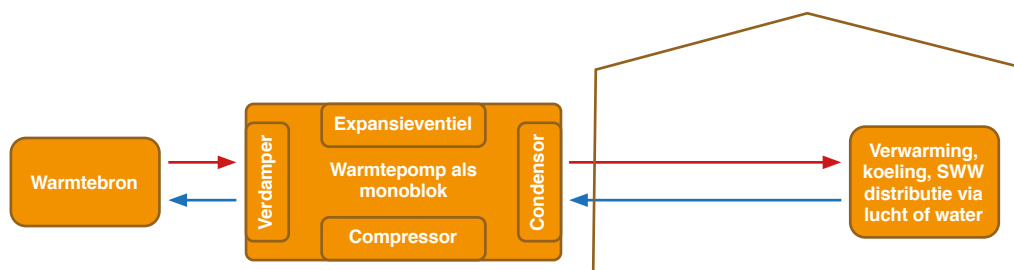 Warmtebron
Verdamper
Expansieventiel
Warmtepomp als
monoblok
Compressor
Condensor
Verwarming,
koeling, SWW
distributie via
lucht of water